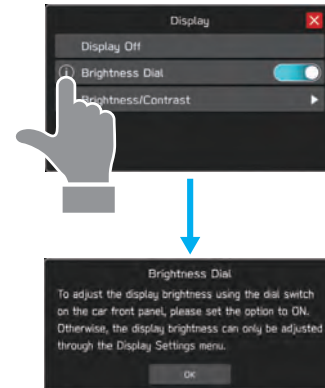 Display
Display Off
Brightness Dial
Brightness/Contrast
Brightness Dial
To adjust the display brightness using the dial switch
on the car front panel, please set the option to ON.
Otherwise, the display brightness can only be adjusted
through the Display Settings menu.
OK